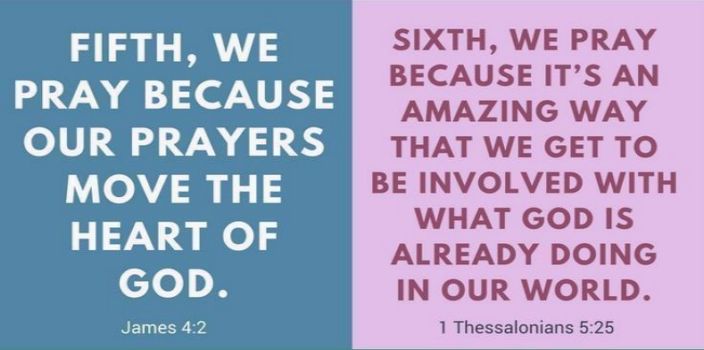 FIFTH, WE
PRAY BECAUSE
OUR PRAYERS
MOVE THE
HEART OF
GOD.
James 4:2
SIXTH, WE PRAY
BECAUSE IT'S AN
AMAZING WAY
THAT WE GET TO
BE INVOLVED WITH
WHAT GOD IS
ALREADY DOING
IN OUR WORLD.
1 Thessalonians 5:25